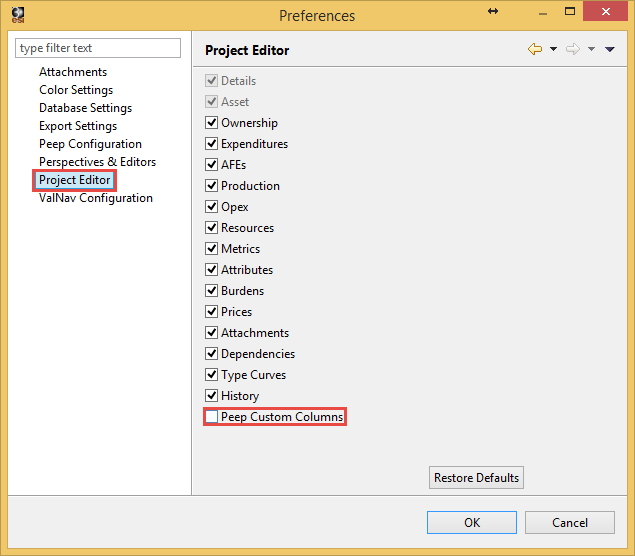 Preferences
esi
type filter text
Attachments
Color Settings
Database Settings
Export Settings
Peep Configuration
Perspectives & Editors
Project Editor
ValNav Configuration
Project Editor
Details
Asset
Ownership
Expenditures
AFEs
Production
Opex
Resources
Metrics
Attributes
Burdens
Prices
Attachments
Dependencies
Type Curves
History
Peep Custom Columns
Restore Defaults
OK
Cancel